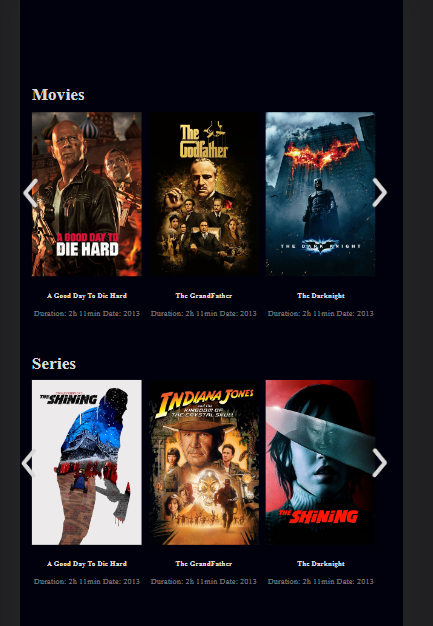 Movies
A GOOD DAY TO
DIE HARD
The
Godfather
THE DARK KNIGHT
A Good Day To Die Hard
The GrandFather
The Darknight
Duration: 2h 11min Date: 2013
Duration: 2h 11min Date: 2013
Duration: 2h 11min Date: 2013
Series
THE SHiNiNG
INDIANA JONES
and the
KINGDOM OF
THE CRYSTAL SKULL
THE SHiNiNG
A Good Day To Die Hard
The GrandFather
The Darknight
Duration: 2h 11min Date: 2013
Duration: 2h 11min Date: 2013
Duration: 2h 11min Date: 2013